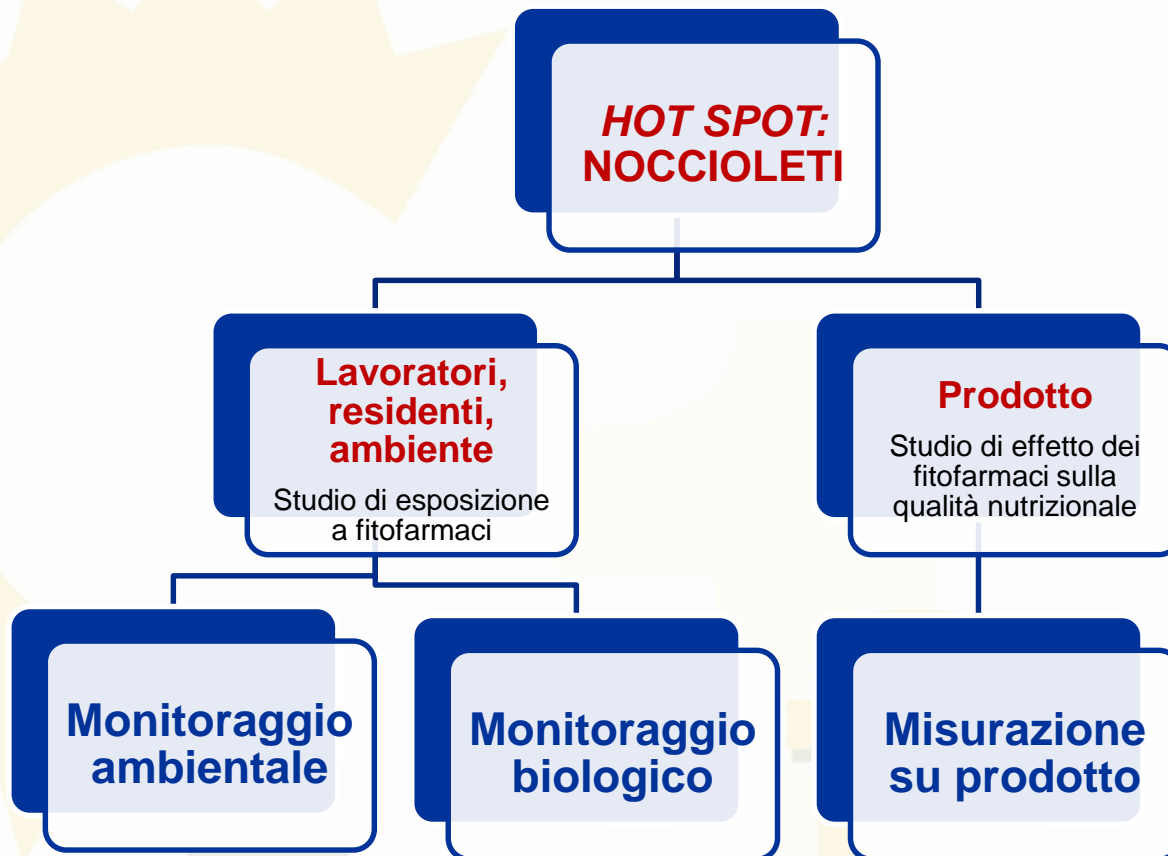 HOT SPOT:
NOCCIOLETI
Lavoratori,
residenti,
ambiente
Studio di esposizione
a fitofarmaci
Prodotto
Studio di effetto dei
fitofarmaci sulla
qualità nutrizionale
Monitoraggio
ambientale
Monitoraggio
biologico
Misurazione
su prodotto